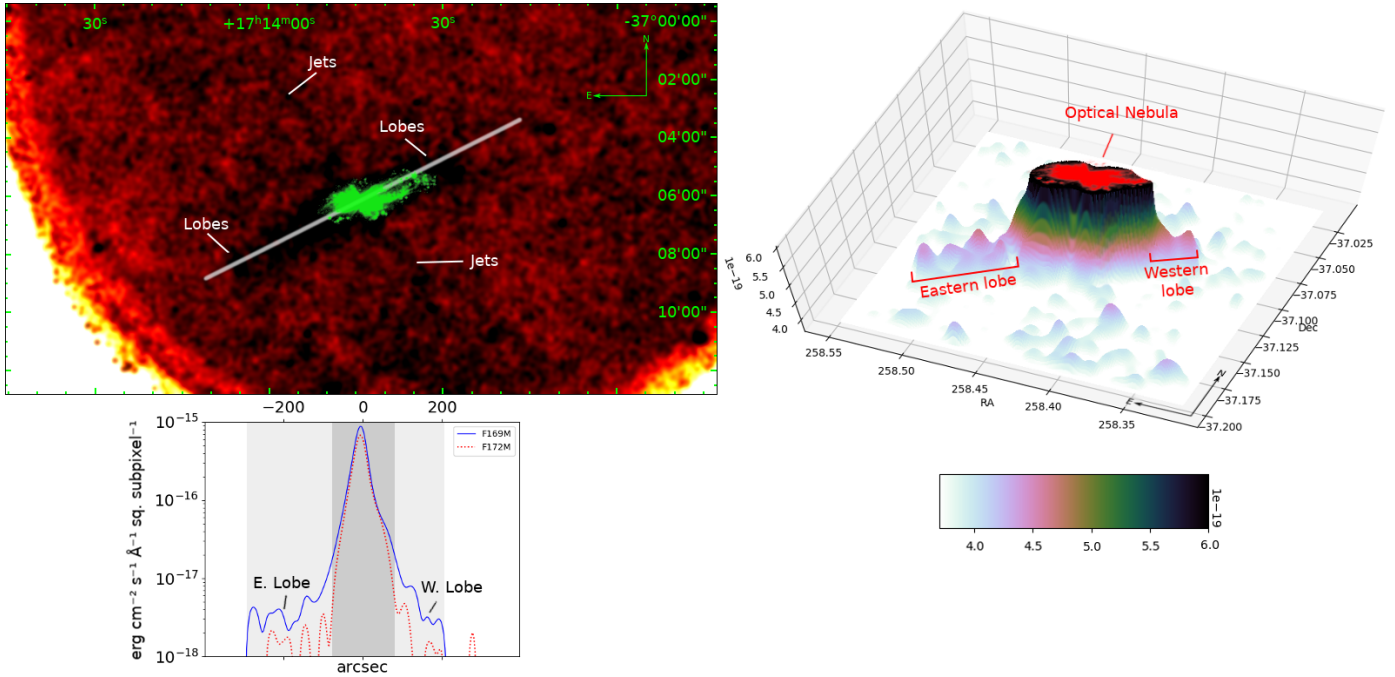 30ˢ
+17ʰ14ᵐ00ˢ
30ˢ
-37°00'00"
Jets
N
E
02'00"
Lobes
04'00"
06'00"
Lobes
08'00"
Jets
10'00"
−200
0
200
10⁻¹⁵
F169M
F172M
10⁻¹⁶
10⁻¹⁷
E. Lobe
W. Lobe
10⁻¹⁸
erg cm⁻² s⁻¹ Å⁻¹ sq. subpixel⁻¹
arcsec
Optical Nebula
Eastern lobe
Western
lobe
6.0
5.5
5.0
4.5
4.0
1e−19
258.55
258.50
258.45
258.40
258.35
RA
E
N
−37.025
−37.050
−37.075
−37.100
Dec
−37.125
−37.150
−37.175
−37.200
4.0
4.5
5.0
5.5
6.0
1e−19